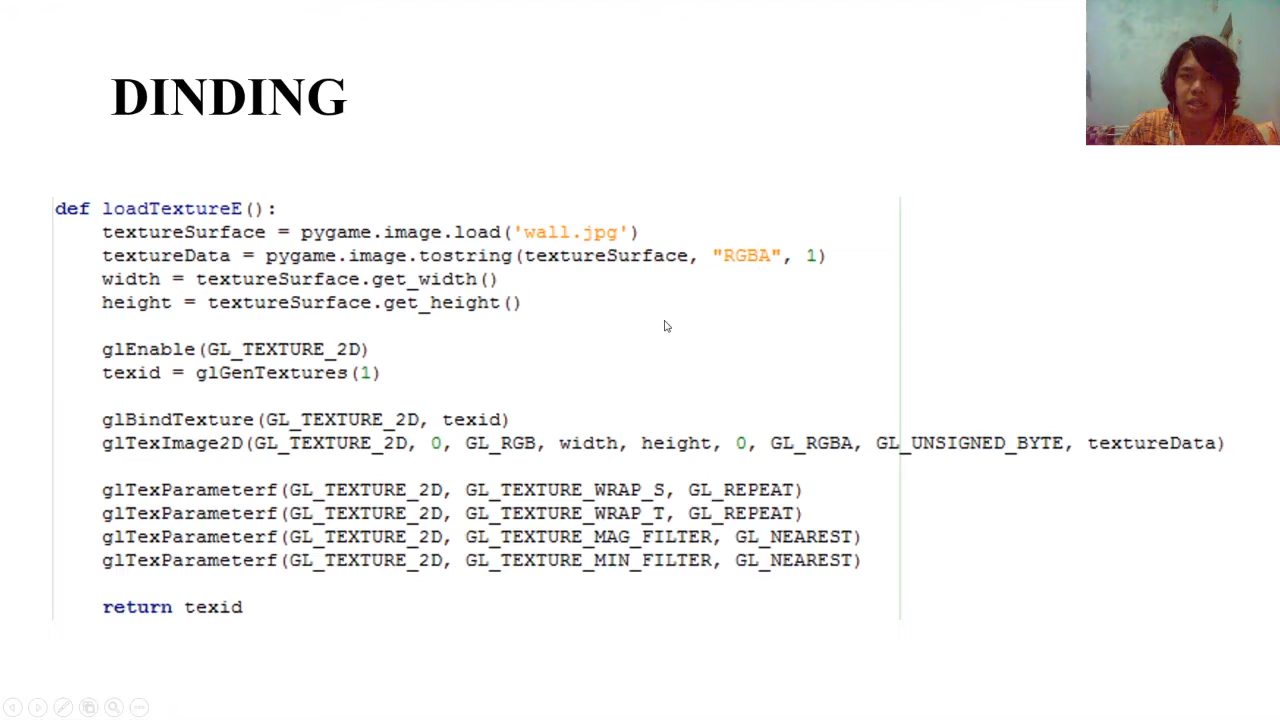 DINDING
def loadTextureE():
textureSurface = pygame.image.load('wall.jpg')
textureData = pygame.image.tostring(textureSurface, "RGBA", 1)
width = textureSurface.get_width()
height = textureSurface.get_height()
glEnable(GL_TEXTURE_2D)
texid = glGenTextures(1)
glBindTexture(GL_TEXTURE_2D, texid)
glTexImage2D(GL_TEXTURE_2D, 0, GL_RGB, width, height, 0, GL_RGBA, GL_UNSIGNED_BYTE, textureData)
glTexParameterf(GL_TEXTURE_2D, GL_TEXTURE_WRAP_S, GL_REPEAT)
glTexParameterf(GL_TEXTURE_2D, GL_TEXTURE_WRAP_T, GL_REPEAT)
glTexParameterf(GL_TEXTURE_2D, GL_TEXTURE_MAG_FILTER, GL_NEAREST)
glTexParameterf(GL_TEXTURE_2D, GL_TEXTURE_MIN_FILTER, GL_NEAREST)
return texid